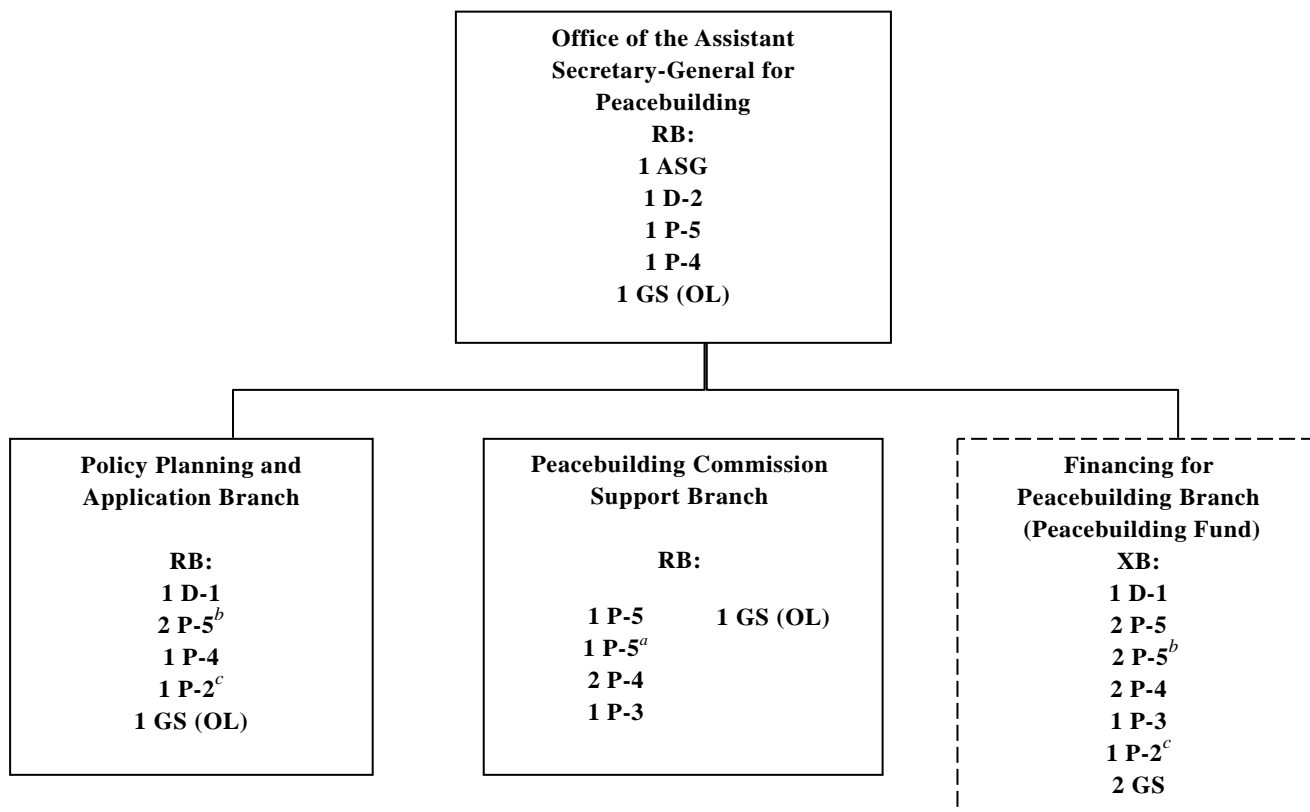 Office of the Assistant
Secretary-General for
Peacebuilding
RB:
1 ASG
1 D-2
1 P-5
1 P-4
1 GS (OL)
Policy Planning and
Application Branch
RB:
1 D-1
2 P-5b
1 P-4
1 P-2c
1 GS (OL)
Peacebuilding Commission
Support Branch
RB:
1 P-5 1 GS (OL)
1 P-5a
2 P-4
1 P-3
Financing for
Peacebuilding Branch
(Peacebuilding Fund)
XB:
1 D-1
2 P-5
2 P-5b
2 P-4
1 P-3
1 P-2c
2 GS